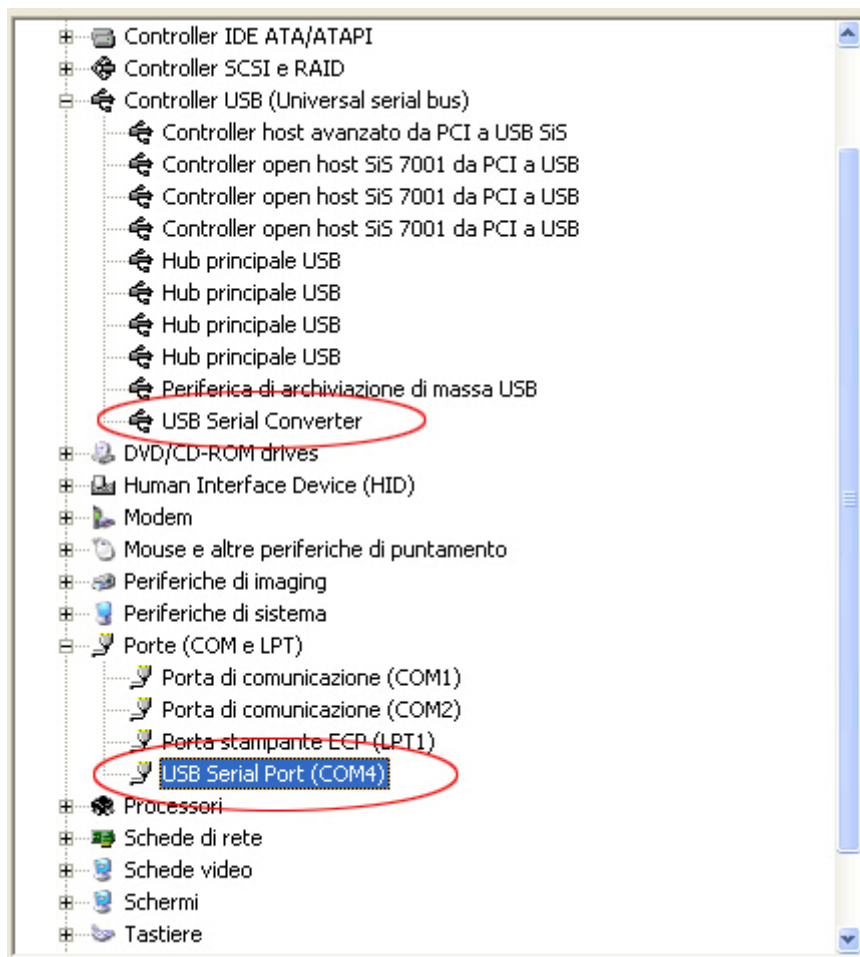 Controller IDE ATA/ATAPI
Controller SCSI e RAID
Controller USB (Universal serial bus)
Controller host avanzato da PCI a USB SiS
Controller open host SiS 7001 da PCI a USB
Controller open host SiS 7001 da PCI a USB
Controller open host SiS 7001 da PCI a USB
Hub principale USB
Hub principale USB
Hub principale USB
Hub principale USB
Periferica di archiviazione di massa USB
USB Serial Converter
DVD/CD-ROM drives
Human Interface Device (HID)
Modem
Mouse e altre periferiche di puntamento
Periferiche di imaging
Periferiche di sistema
Porte (COM e LPT)
Porta di comunicazione (COM1)
Porta di comunicazione (COM2)
Porta stampante ECP (LPT1)
USB Serial Port (COM4)
Processori
Schede di rete
Schede video
Schermi
Tastiere